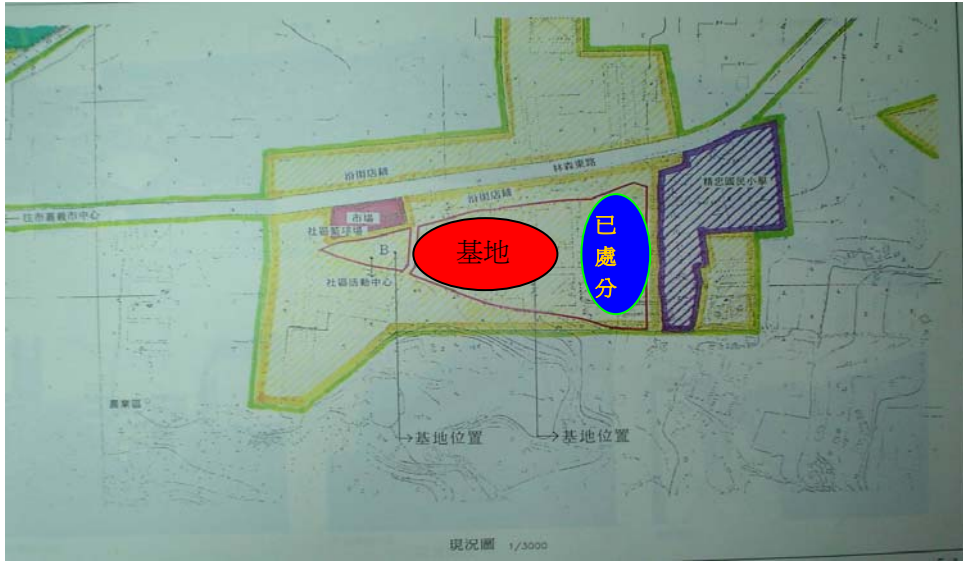 沿街店鋪
林森東路
沿街店鋪
精忠國民小學
往市嘉義市中心
市場
社區籃球場
B
社區活動中心
基地
已
處
分
農業區
基地位置
基地位置
現況圖 1/3000